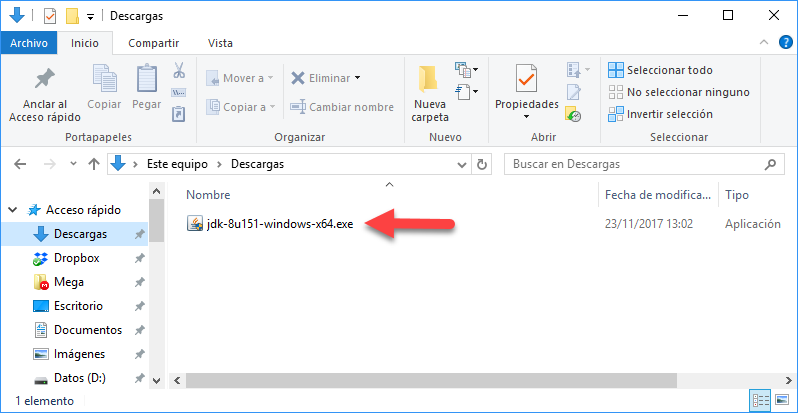 Descargas
Archivo Inicio Compartir Vista
Anclar al Acceso rápido
Copiar
Pegar
Portapapeles
Mover a
Copiar a
Eliminar
Cambiar nombre
Organizar
Nueva carpeta
Nuevo
Propiedades
Abrir
Seleccionar todo
No seleccionar ninguno
Invertir selección
Seleccionar
Este equipo > Descargas
Buscar en Descargas
Nombre Fecha de modifica... Tipo
jdk-8u151-windows-x64.exe 23/11/2017 13:02 Aplicación
Acceso rápido
Descargas
Dropbox
Mega
Escritorio
Documentos
Imágenes
Datos (D:)
1 elemento